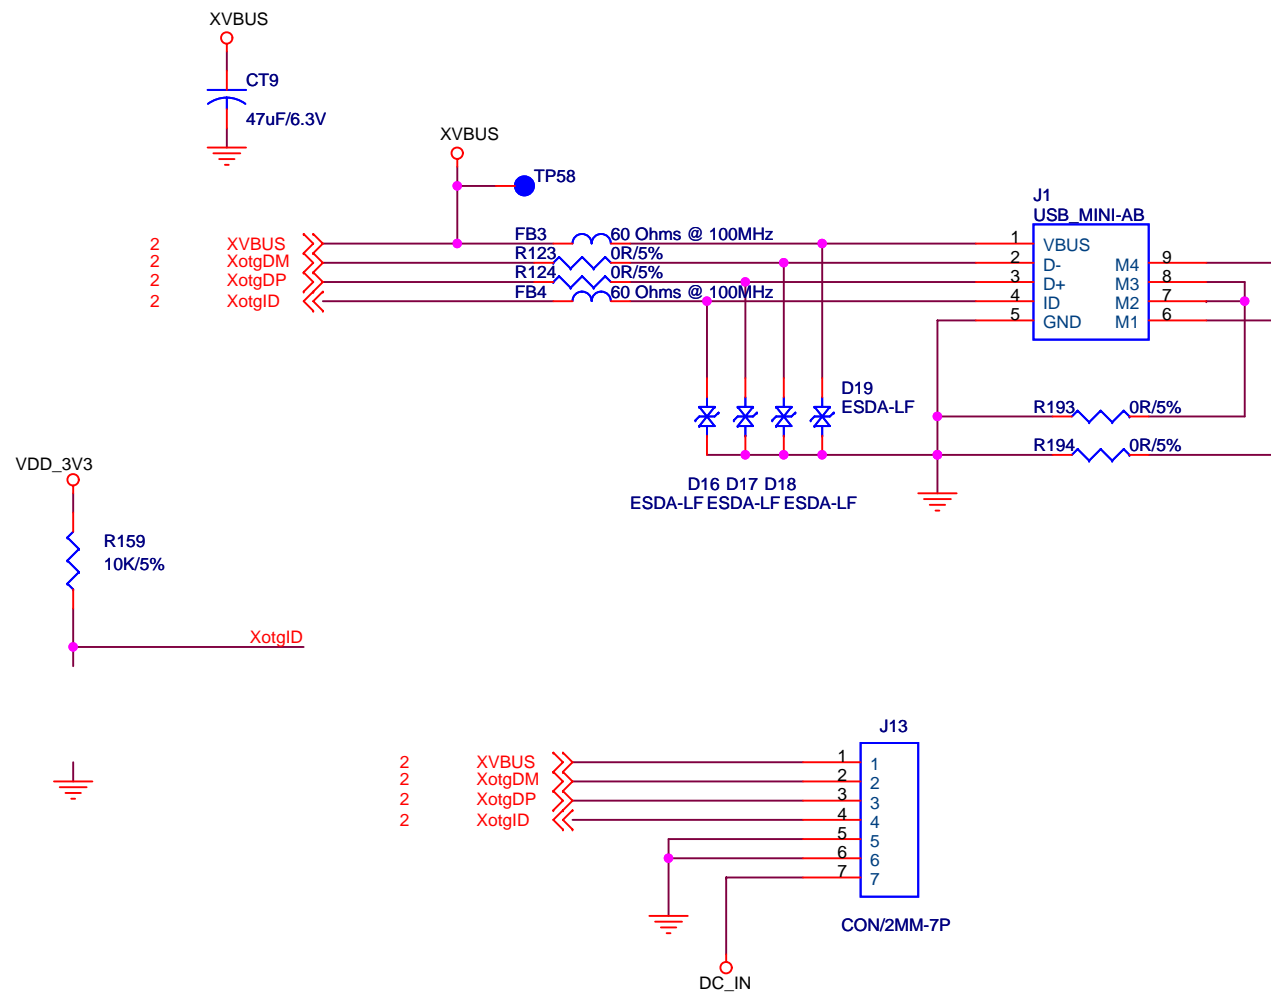 XVBUS
CT9
47uF/6.3V
XVBUS
TP58
J1
USB_MINI-AB
2 XVBUS FB3 60 Ohms @ 100MHz 1 VBUS
2 XotgDM R123 0R/5% 2 D- M4 9
2 XotgDP R124 0R/5% 3 D+ M3 8
2 XotgID FB4 60 Ohms @ 100MHz 4 ID M2 7
5 GND M1 6
D19
ESDA-LF
R193 0R/5%
R194 0R/5%
D16 D17 D18
ESDA-LF ESDA-LF ESDA-LF
VDD_3V3
R159
10K/5%
XotgID
J13
2 XVBUS 1 1
2 XotgDM 2 2
2 XotgDP 3 3
2 XotgID 4 4
5 5
6 6
7 7
CON/2MM-7P
DC_IN